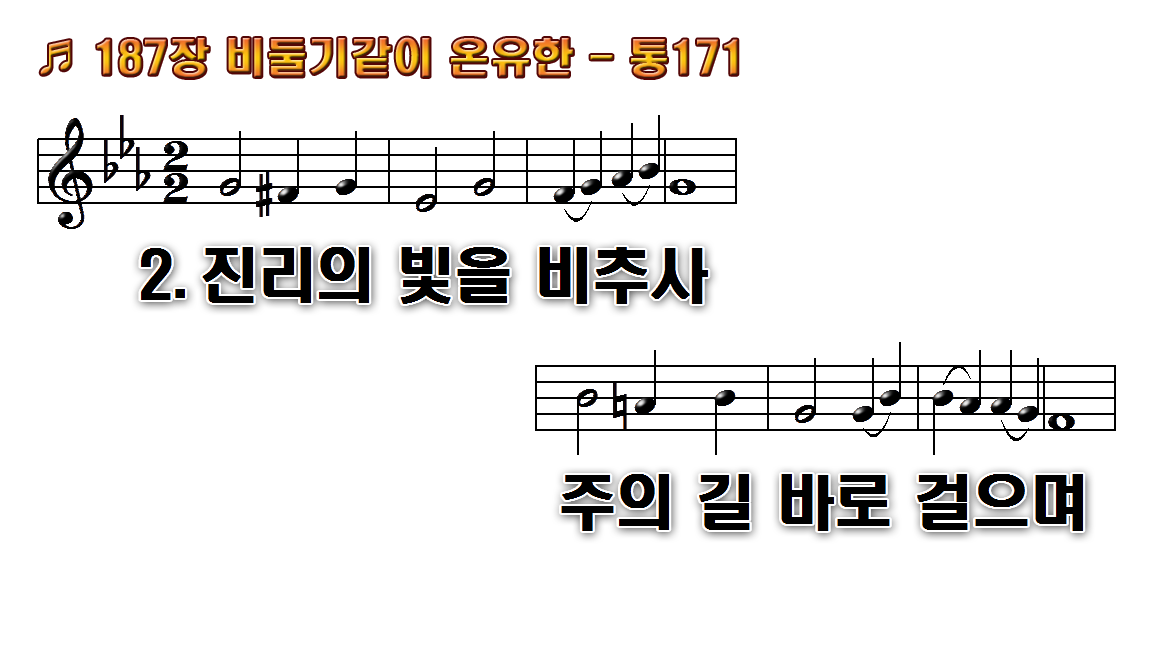 187장 비둘기같이 온유한 - 통171
2. 진리의 빛을 비추사
주의 길 바로 걸으며